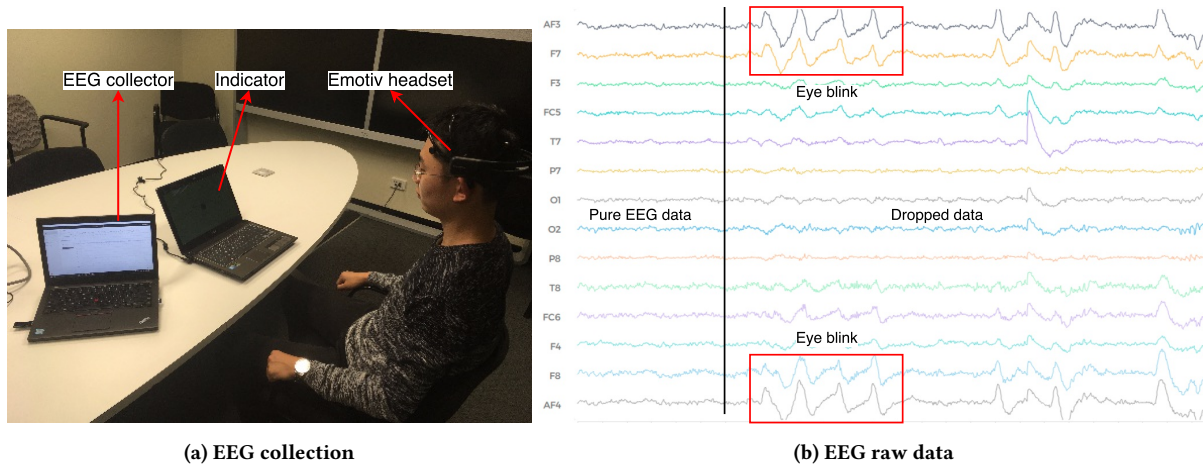 EEG collector
Indicator
Emotiv headset
(a) EEG collection
AF3
F7
F3
Eye blink
FC5
T7
P7
O1
Pure EEG data
Dropped data
O2
P8
T8
FC6
Eye blink
F4
F8
AF4
(b) EEG raw data